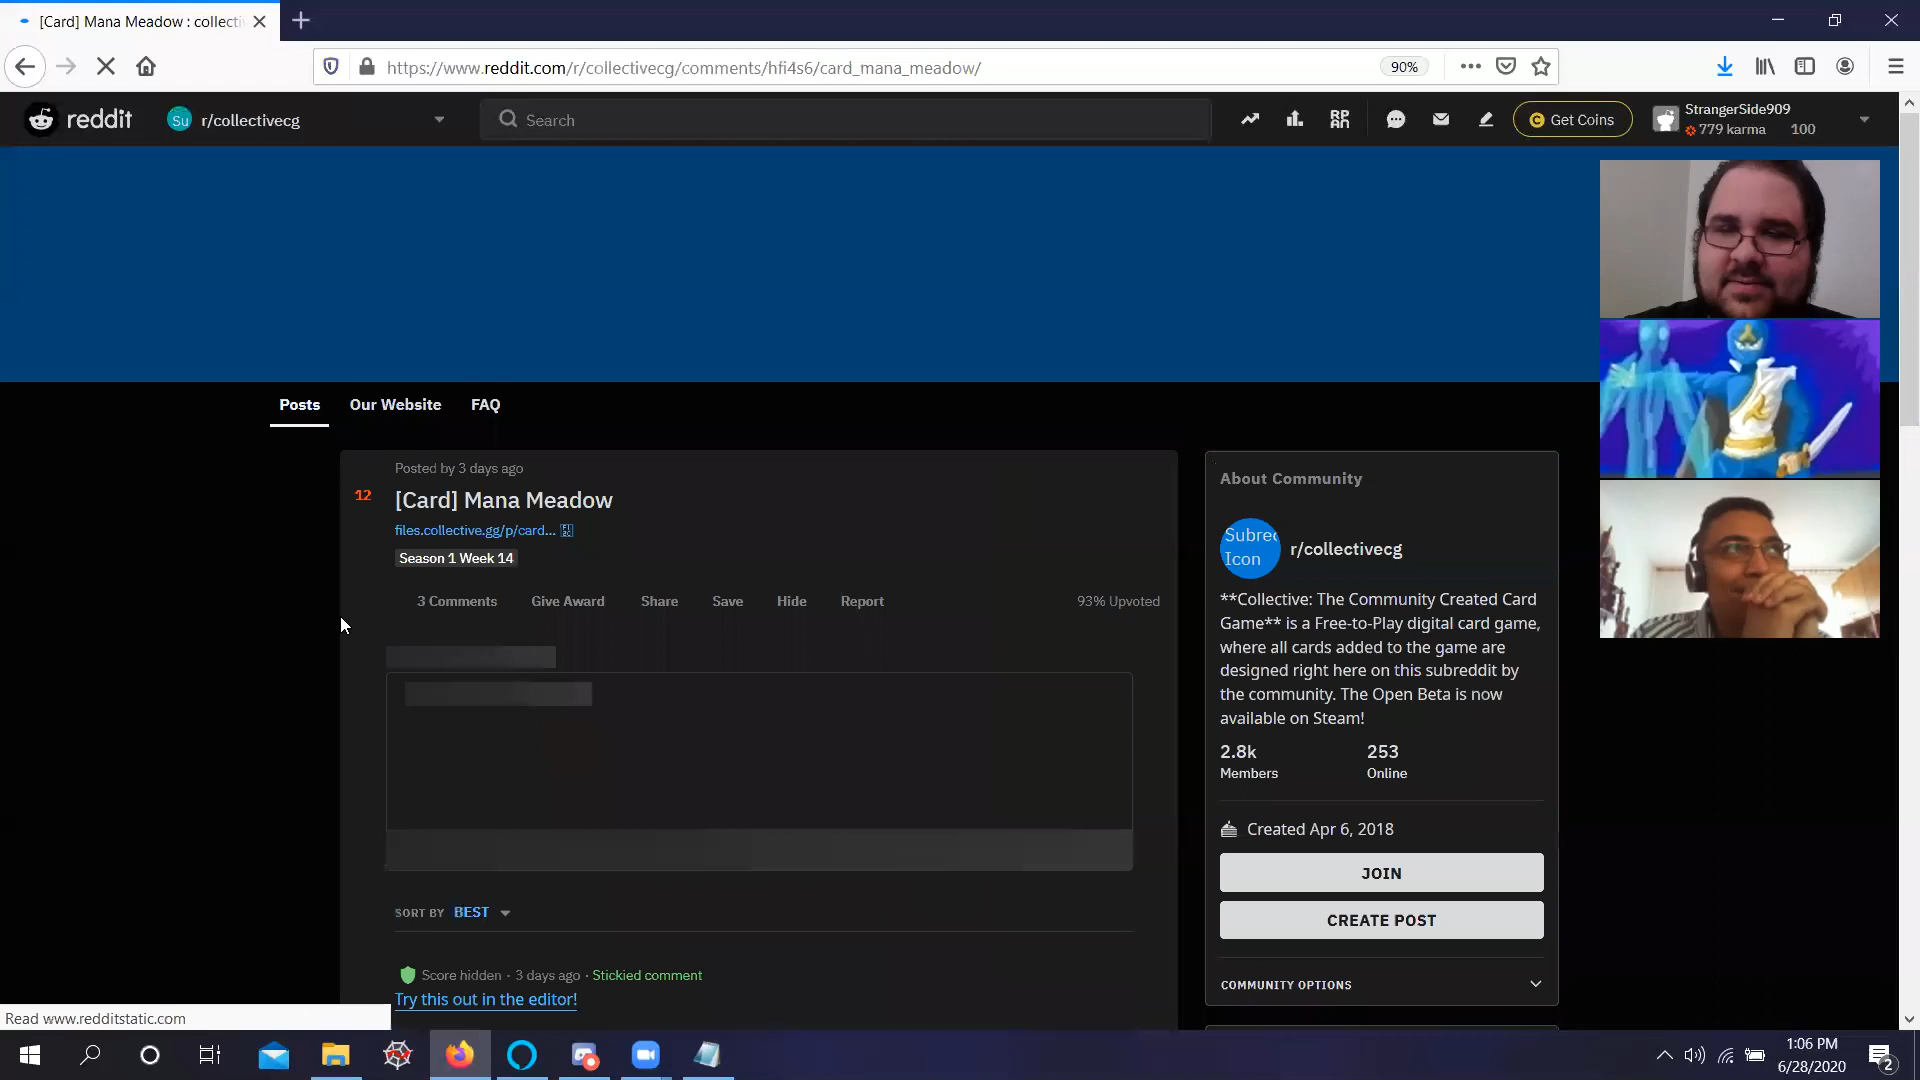 [Card] Mana Meadow : collecti
https://www.reddit.com/r/collectivecg/comments/hfi4s6/card_mana_meadow/
90%
reddit
Su
r/collectivecg
Search
Get Coins
StrangerSide909
779 karma 100
Posts
Our Website
FAQ
Posted by 3 days ago
12
[Card] Mana Meadow
files.collective.gg/p/card...
Season 1 Week 14
3 Comments
Give Award
Share
Save
Hide
Report
93% Upvoted
SORT BY BEST
Score hidden · 3 days ago · Stickied comment
Try this out in the editor!
About Community
Subre
Icon
r/collectivecg
**Collective: The Community Created Card
Game** is a Free-to-Play digital card game,
where all cards added to the game are
designed right here on this subreddit by
the community. The Open Beta is now
available on Steam!
2.8k
Members
253
Online
Created Apr 6, 2018
JOIN
CREATE POST
COMMUNITY OPTIONS
Read www.redditstatic.com
1:06 PM
6/28/2020
2